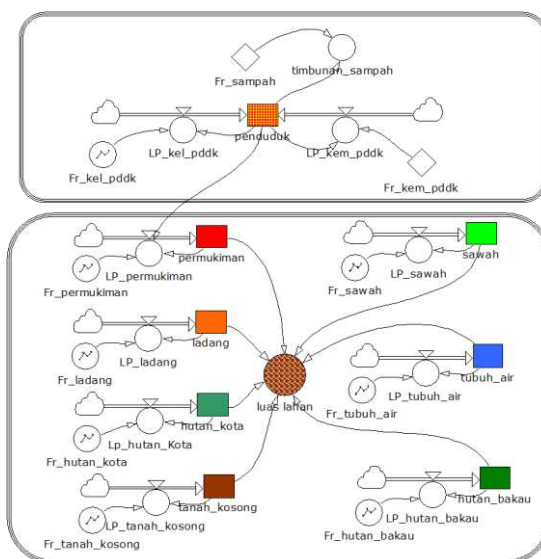 Fr_sampah
timbunan_sampah
penduduk
LP_kel_pddk
LP_kem_pddk
Fr_kel_pddk
Fr_kem_pddk
permukiman
LP_permukiman
Fr_permukiman
sawah
LP_sawah
Fr_sawah
ladang
LP_ladang
Fr_ladang
luas lahan
tubuh_air
LP_tubuh_air
Fr_tubuh_air
hutan_kota
Lp_hutan_Kota
Fr_hutan_kota
tanah_kosong
LP_tanah_kosong
Fr_tanah_kosong
hutan_bakau
LP_hutan_bakau
Fr_hutan_bakau